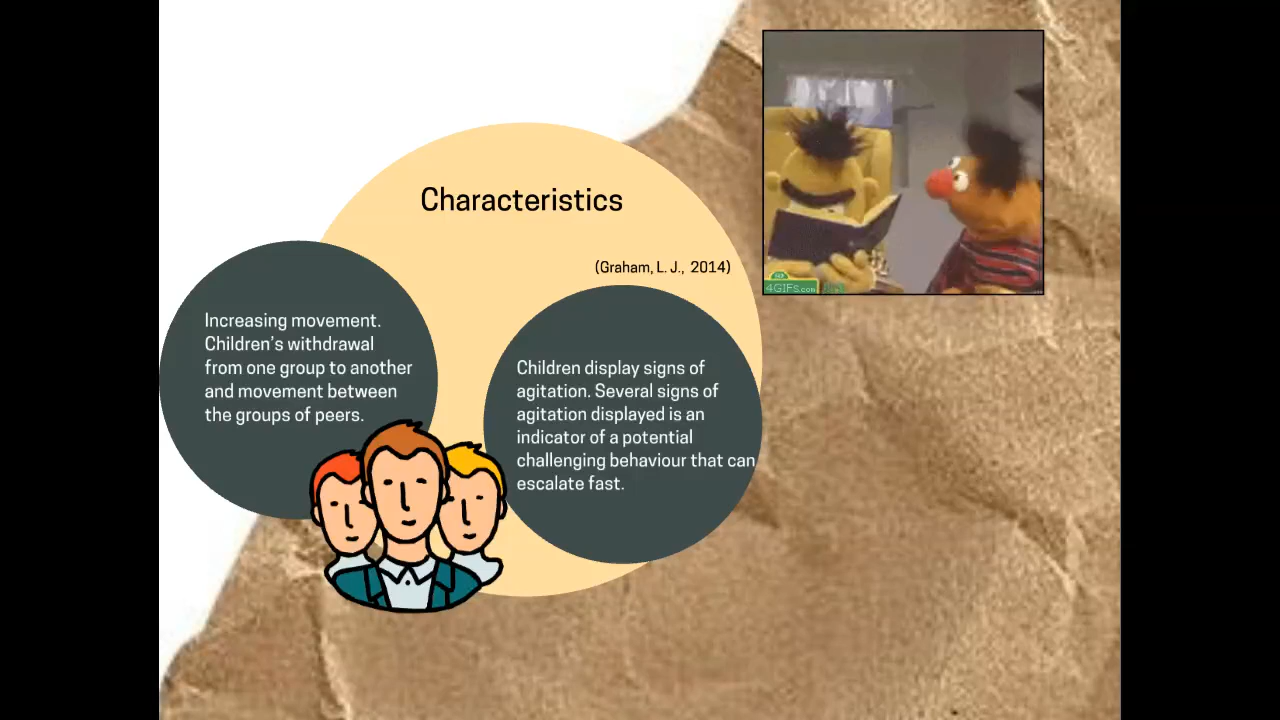 Characteristics
(Graham, L. J., 2014)
Increasing movement.
Children's withdrawal
from one group to another
and movement between
the groups of peers.
Children display signs of
agitation. Several signs of
agitation displayed is an
indicator of a potential
challenging behaviour that can
escalate fast.
4GIFs.com